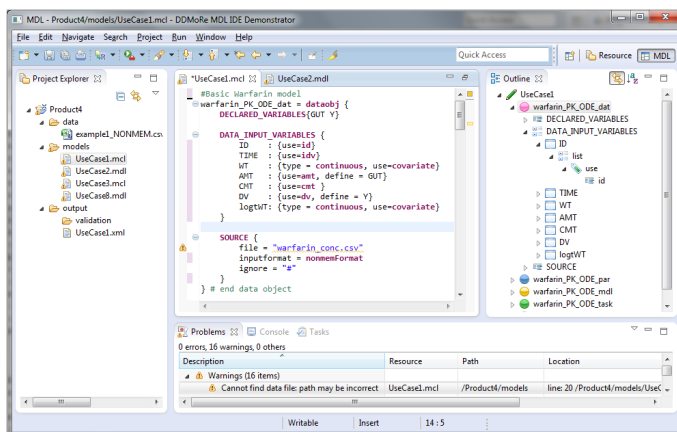 MDL - Product4/models/UseCase1.mcl - DDMoRe MDL IDE Demonstrator
File Edit Navigate Search Project Run Window Help
Quick Access
Resource
MDL
Project Explorer
Product4
data
example1_NONMEM.csv
models
UseCase1.mcl
UseCase2.mdl
UseCase3.mcl
UseCase8.mdl
output
validation
UseCase1.xml
*UseCase1.mcl
UseCase2.mdl
#Basic Warfarin model
warfarin_PK_ODE_dat = dataobj {
DECLARED_VARIABLES{GUT Y}
DATA_INPUT_VARIABLES {
ID : {use=id}
TIME : {use=idv}
WT : {type = continuous, use=covariate}
AMT : {use=amt, define = GUT}
CMT : {use=cmt }
DV : {use=dv, define = Y}
logtWT: {type = continuous, use=covariate}
}
SOURCE {
file = "warfarin_conc.csv"
inputformat = nonmemFormat
ignore = "#"
}
} # end data object
Outline
UseCase1
warfarin_PK_ODE_dat
DECLARED_VARIABLES
DATA_INPUT_VARIABLES
ID
list
use
id
TIME
WT
AMT
CMT
DV
logtWT
SOURCE
warfarin_PK_ODE_par
warfarin_PK_ODE_mdl
warfarin_PK_ODE_task
Problems Console Tasks
0 errors, 16 warnings, 0 others
Description Resource Path Location
Warnings (16 items)
Cannot find data file: path may be incorrect UseCase1.mcl /Product4/models line: 20 /Product4/models/UseC
Writable Insert 14 : 5